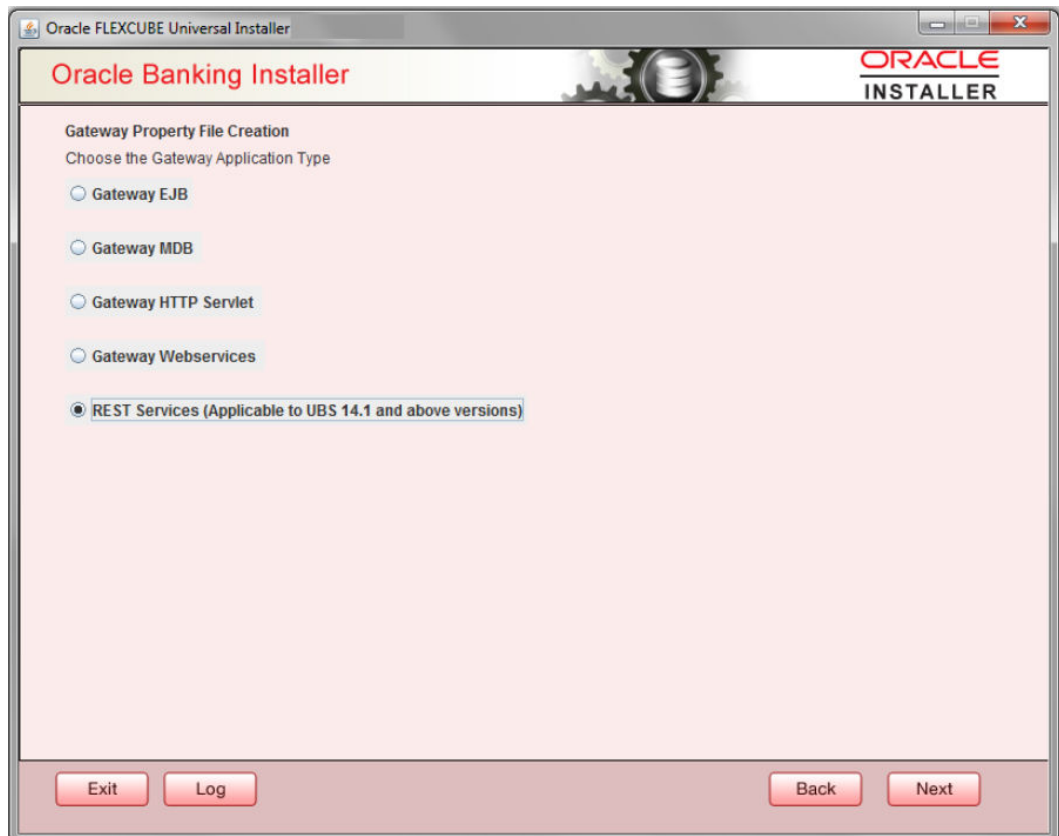 Oracle FLEXCUBE Universal Installer
Oracle Banking Installer
ORACLE
INSTALLER
Gateway Property File Creation
Choose the Gateway Application Type
Gateway EJB
Gateway MDB
Gateway HTTP Servlet
Gateway Webservices
REST Services (Applicable to UBS 14.1 and above versions)
Exit
Log
Back
Next